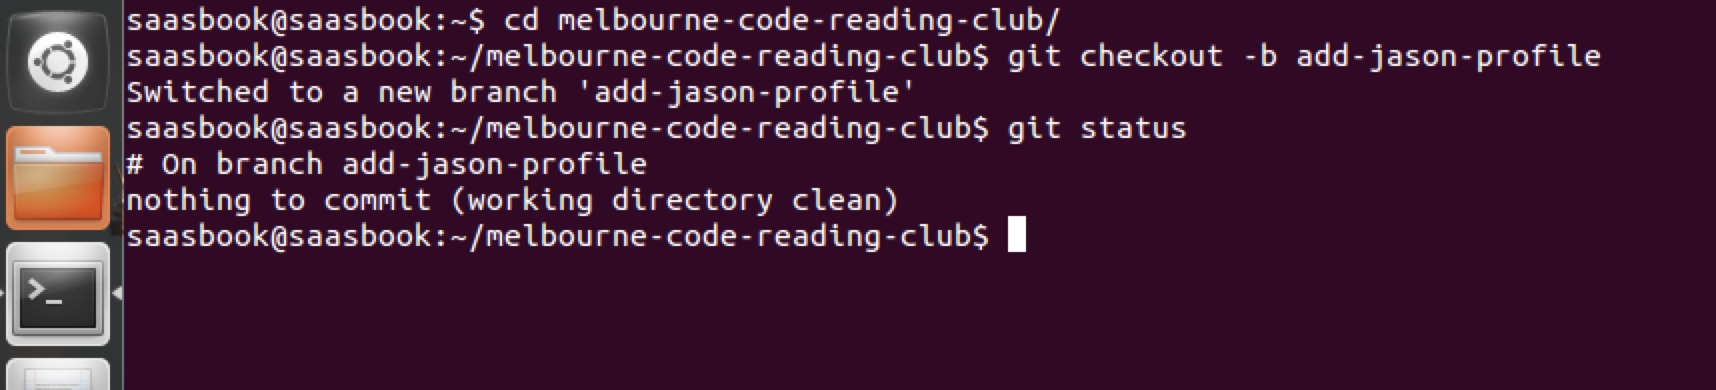 saasbook@saasbook:~$ cd melbourne-code-reading-club/
saasbook@saasbook:~/melbourne-code-reading-club$ git checkout -b add-jason-profile
Switched to a new branch 'add-jason-profile'
saasbook@saasbook:~/melbourne-code-reading-club$ git status
# On branch add-jason-profile
nothing to commit (working directory clean)
saasbook@saasbook:~/melbourne-code-reading-club$